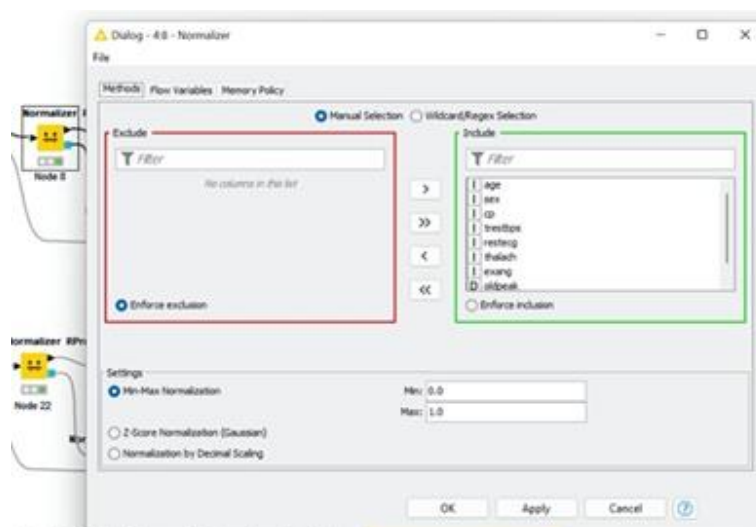 Dialog - 4:8 - Normalizer
File
Methods Flow Variables Memory Policy
Manual Selection Wildcard/Regex Selection
Exclude
Include
Filter
Filter
No columns in this list
age
sex
cp
trestbps
restecg
thalach
exang
oldpeak
I
I
I
I
I
I
I
D
>
>>
<
<<
Enforce exclusion
Enforce inclusion
Settings
Min-Max Normalization
Min: 0.0
Max: 1.0
Z-Score Normalization (Gaussian)
Normalization by Decimal Scaling
OK Apply Cancel ?
Normalizer
Node 8
Normalizer RPr
Node 22
Nor